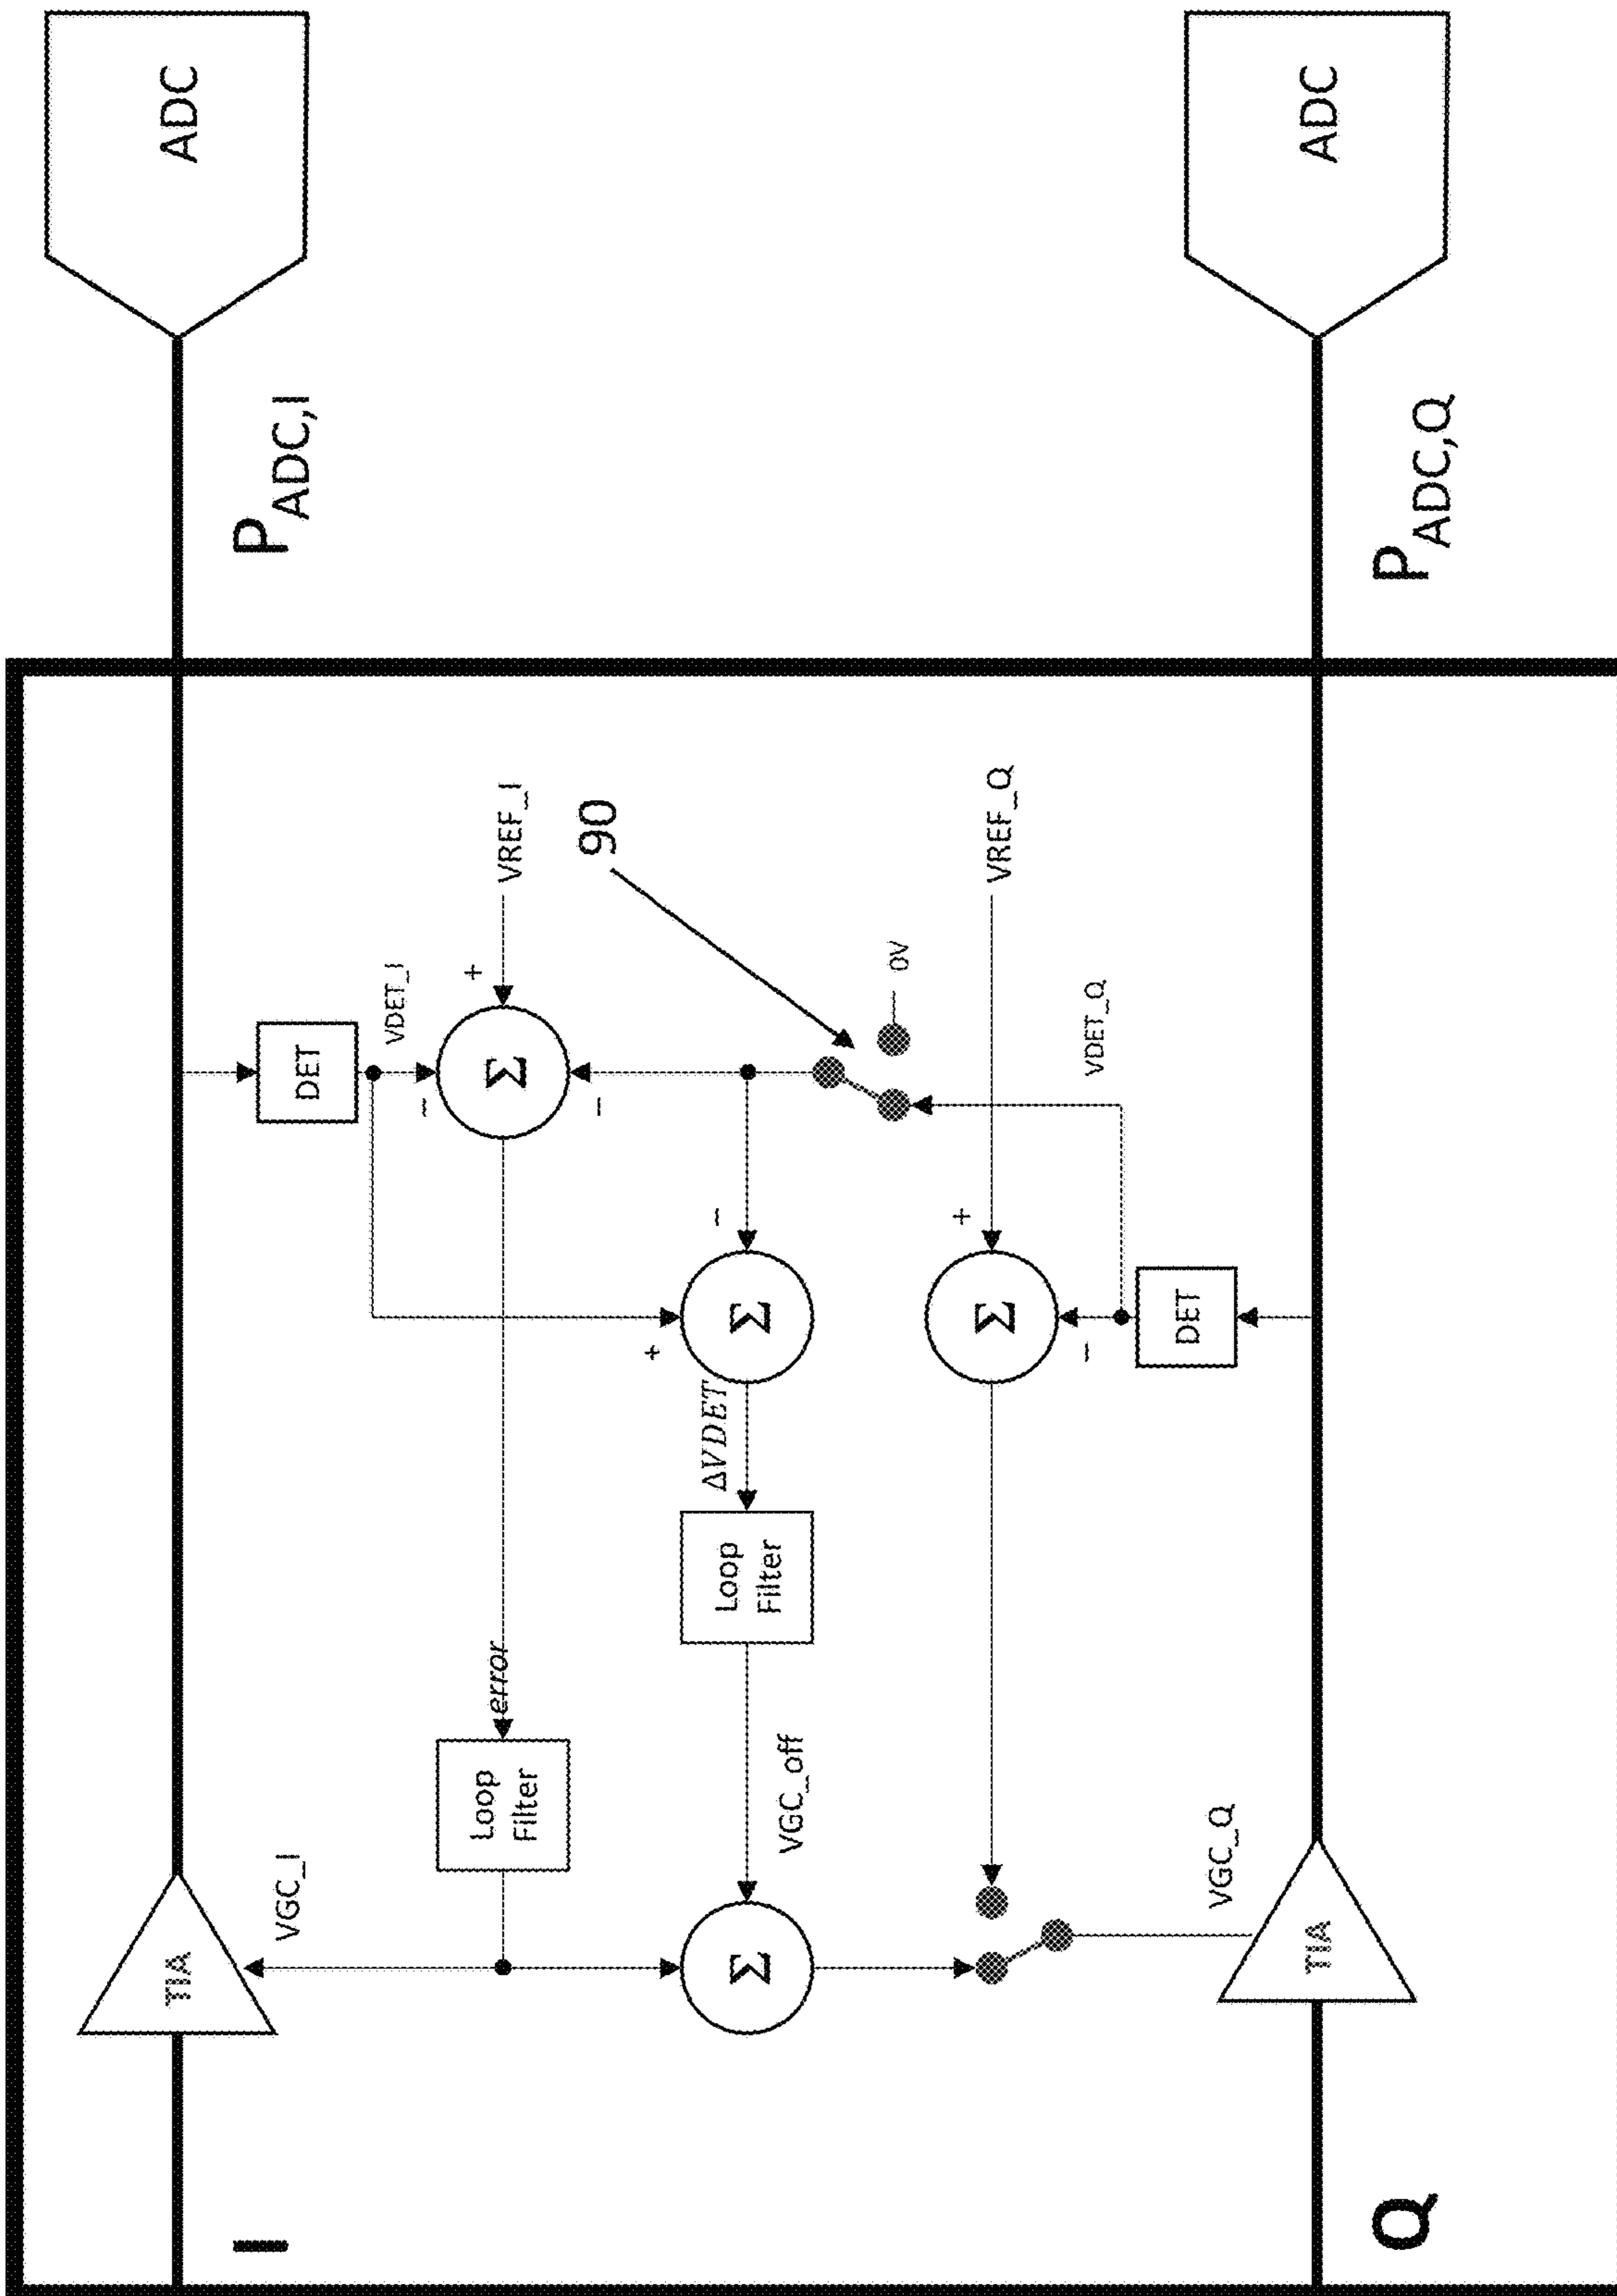 I
TIA
VGC_I
DET
VDET_I
P_ADC,I
ADC
Loop
Filter
error
Σ
−
−
+
VREF_I
90
Σ
VGC_off
Loop
Filter
ΔVDET
Σ
+
−
0V
Σ
+
−
VREF_Q
VDET_Q
DET
VGC_Q
TIA
Q
P_ADC,Q
ADC